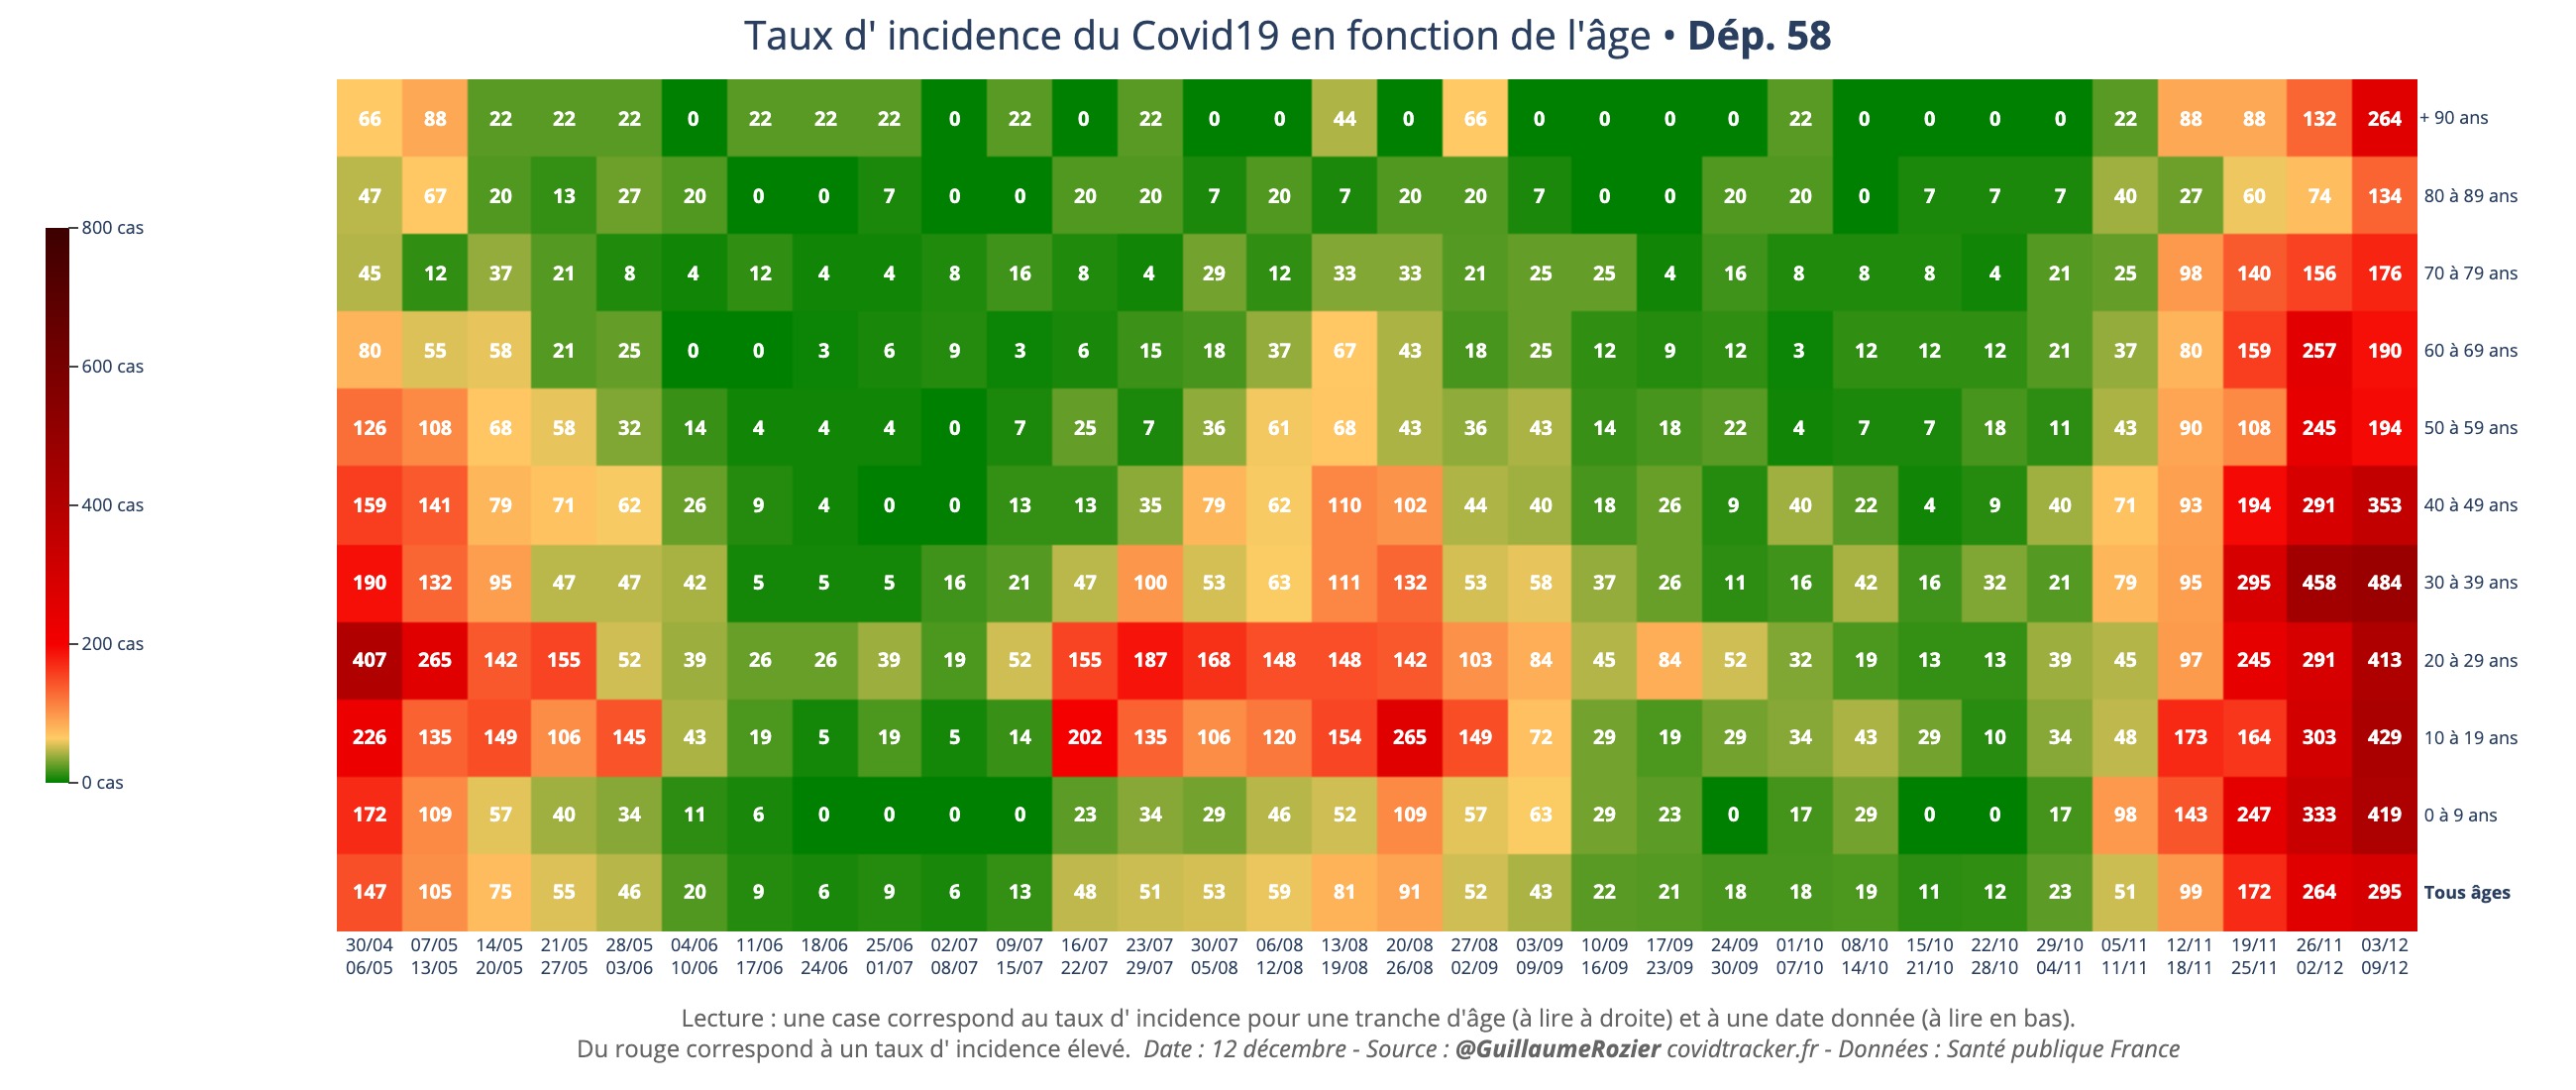 Taux d' incidence du Covid19 en fonction de l'âge • Dép. 58
800 cas
600 cas
400 cas
200 cas
0 cas
66 88 22 22 22 0 22 22 22 0 22 0 22 0 0 44 0 66 0 0 0 0 22 0 0 0 0 22 88 88 132 264 + 90 ans
47 67 20 13 27 20 0 0 7 0 0 20 20 7 20 7 20 20 7 0 0 20 20 0 7 7 7 40 27 60 74 134 80 à 89 ans
45 12 37 21 8 4 12 4 4 8 16 8 4 29 12 33 33 21 25 25 4 16 8 8 8 4 21 25 98 140 156 176 70 à 79 ans
80 55 58 21 25 0 0 3 6 9 3 6 15 18 37 67 43 18 25 12 9 12 3 12 12 12 21 37 80 159 257 190 60 à 69 ans
126 108 68 58 32 14 4 4 4 0 7 25 7 36 61 68 43 36 43 14 18 22 4 7 7 18 11 43 90 108 245 194 50 à 59 ans
159 141 79 71 62 26 9 4 0 0 13 13 35 79 62 110 102 44 40 18 26 9 40 22 4 9 40 71 93 194 291 353 40 à 49 ans
190 132 95 47 47 42 5 5 5 16 21 47 100 53 63 111 132 53 58 37 26 11 16 42 16 32 21 79 95 295 458 484 30 à 39 ans
407 265 142 155 52 39 26 26 39 19 52 155 187 168 148 148 142 103 84 45 84 52 32 19 13 13 39 45 97 245 291 413 20 à 29 ans
226 135 149 106 145 43 19 5 19 5 14 202 135 106 120 154 265 149 72 29 19 29 34 43 29 10 34 48 173 164 303 429 10 à 19 ans
172 109 57 40 34 11 6 0 0 0 0 23 34 29 46 52 109 57 63 29 23 0 17 29 0 0 17 98 143 247 333 419 0 à 9 ans
147 105 75 55 46 20 9 6 9 6 13 48 51 53 59 81 91 52 43 22 21 18 18 19 11 12 23 51 99 172 264 295 Tous âges
30/04 07/05 14/05 21/05 28/05 04/06 11/06 18/06 25/06 02/07 09/07 16/07 23/07 30/07 06/08 13/08 20/08 27/08 03/09 10/09 17/09 24/09 01/10 08/10 15/10 22/10 29/10 05/11 12/11 19/11 26/11 03/12
06/05 13/05 20/05 27/05 03/06 10/06 17/06 24/06 01/07 08/07 15/07 22/07 29/07 05/08 12/08 19/08 26/08 02/09 09/09 16/09 23/09 30/09 07/10 14/10 21/10 28/10 04/11 11/11 18/11 25/11 02/12 09/12
Lecture : une case correspond au taux d' incidence pour une tranche d'âge (à lire à droite) et à une date donnée (à lire en bas).
Du rouge correspond à un taux d' incidence élevé. Date : 12 décembre - Source : @GuillaumeRozier covidtracker.fr - Données : Santé publique France